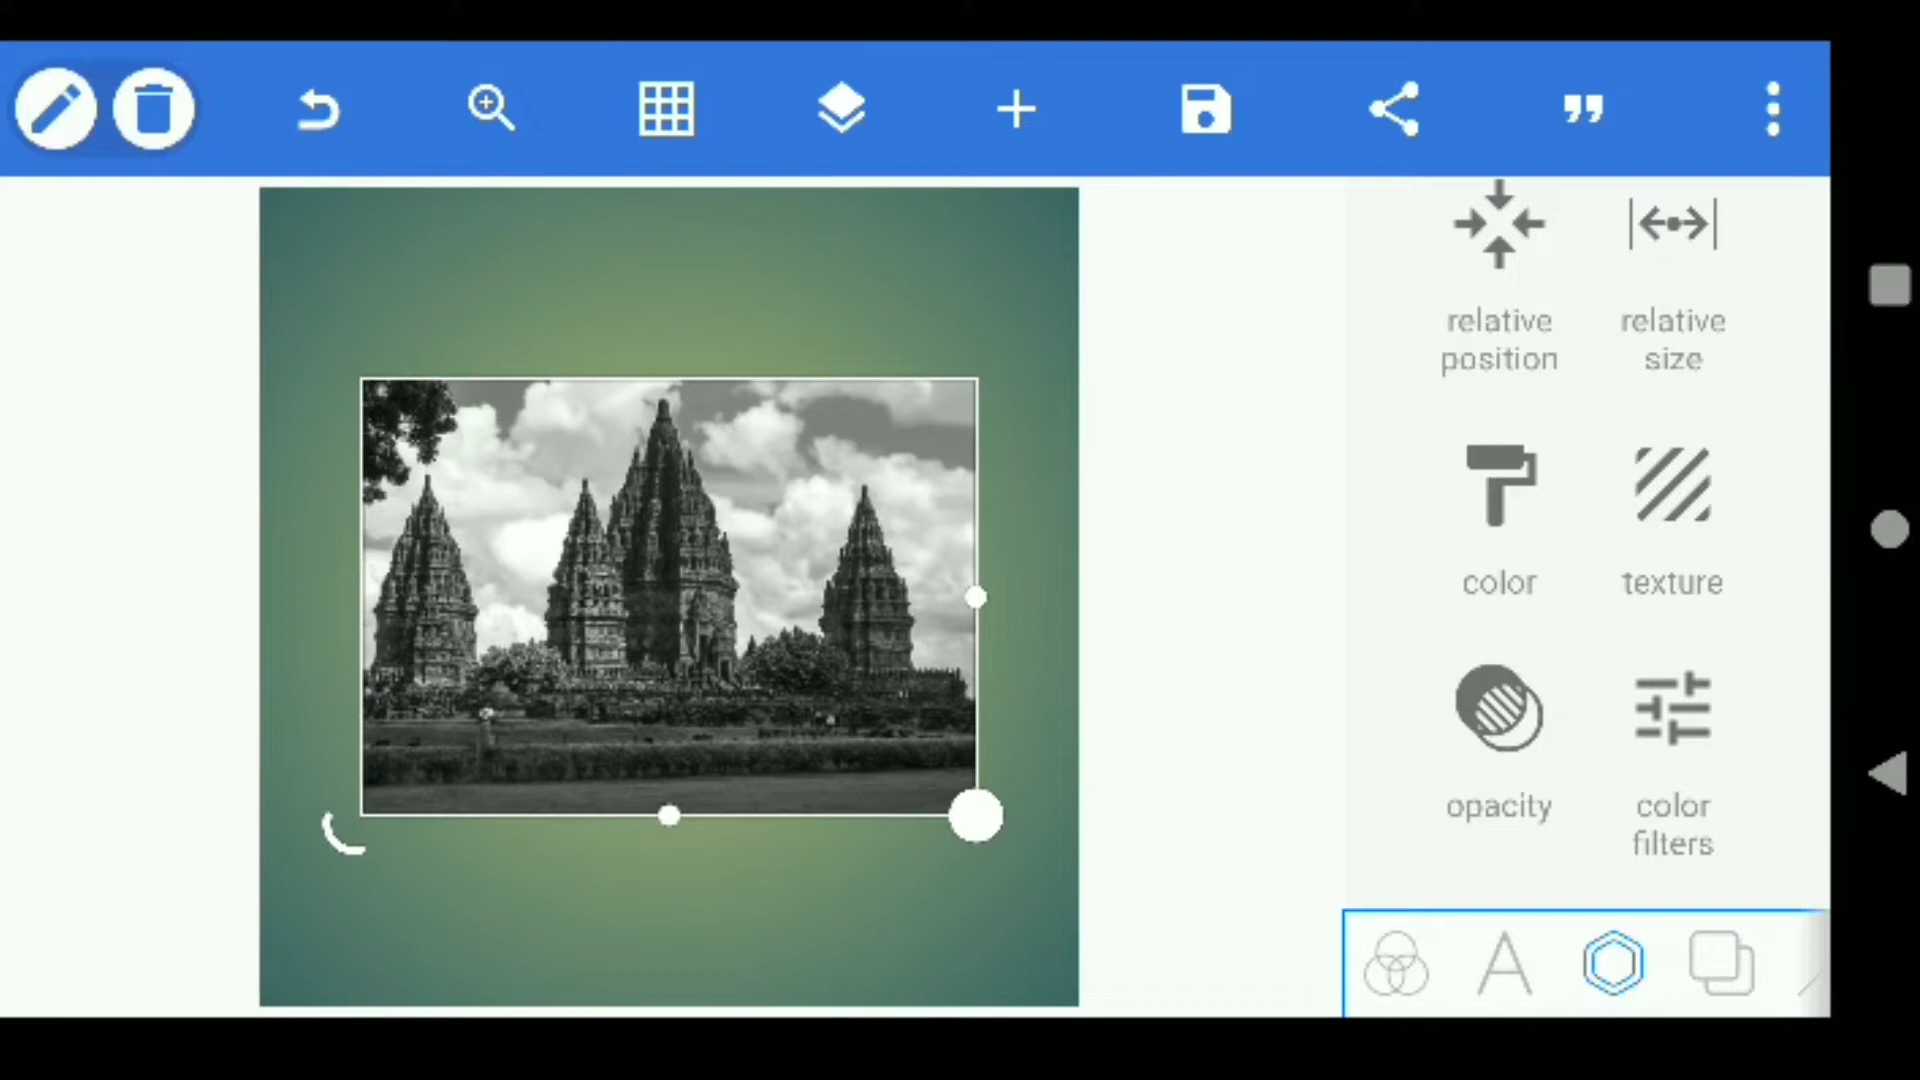 relative
position
relative
size
color
texture
opacity
color
filters